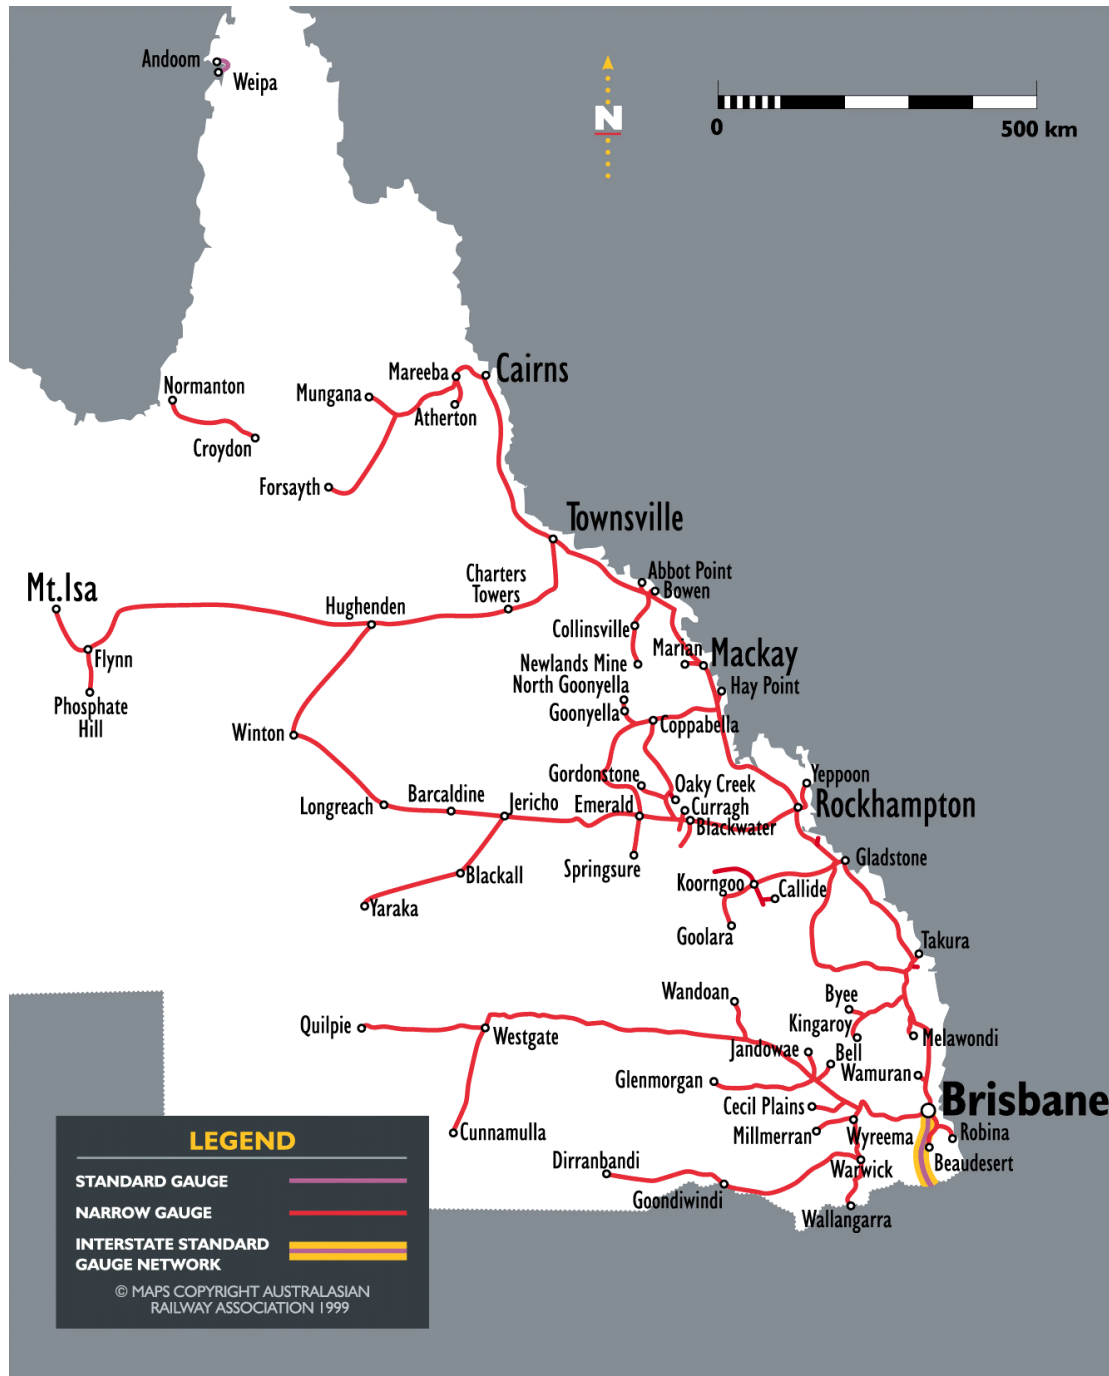 Andoom
Weipa
N
0
500 km
Normanton
Croydon
Mungana
Mareeba
Cairns
Atherton
Forsayth
Townsville
Mt.Isa
Flynn
Phosphate
Hill
Hughenden
Charters
Towers
Abbot Point
Bowen
Collinsville
Marian
Mackay
Newlands Mine
North Goonyella
Hay Point
Goonyella
Coppabella
Winton
Longreach
Barcaldine
Jericho
Gordonstone
Emerald
Oaky Creek
Curragh
Blackwater
Yeppoon
Rockhampton
Springsure
Blackall
Yaraka
Gladstone
Koorngoo
Callide
Goolara
Takura
Wandoan
Byee
Kingaroy
Melawondi
Quilpie
Westgate
Jandowae
Bell
Wamuran
Glenmorgan
Cecil Plains
Brisbane
Millmerran
Wyreema
Robina
Cunnamulla
Dirranbandi
Warwick
Beaudesert
Goondiwindi
Wallangarra
LEGEND
STANDARD GAUGE
NARROW GAUGE
INTERSTATE STANDARD
GAUGE NETWORK
© MAPS COPYRIGHT AUSTRALASIAN
RAILWAY ASSOCIATION 1999